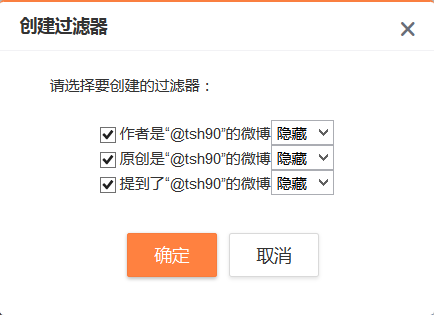 创建过滤器
请选择要创建的过滤器：
作者是“@tsh90”的微博 隐藏
原创是“@tsh90”的微博 隐藏
提到了“@tsh90”的微博 隐藏
确定 取消